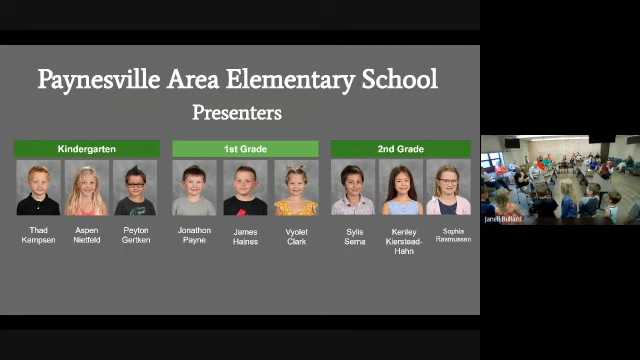 Paynesville Area Elementary School
Presenters
Kindergarten
1st Grade
2nd Grade
Thad
Kampsen
Aspen
Nietfeld
Peyton
Gertken
Jonathon
Payne
James
Haines
Vyolet
Clark
Sylis
Serna
Kenley
Kierstead-
Hahn
Sophia
Rasmussen
Janell Bullard